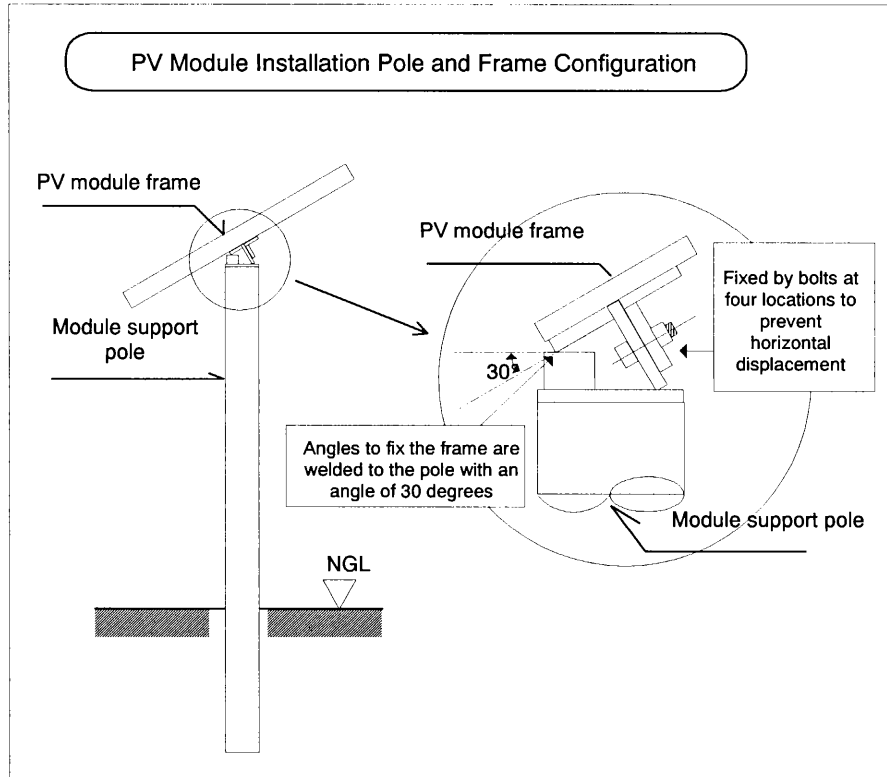 PV Module Installation Pole and Frame Configuration
PV module frame
Module support
pole
NGL
PV module frame
Fixed by bolts at
four locations to
prevent
horizontal
displacement
30°
Angles to fix the frame are
welded to the pole with an
angle of 30 degrees
Module support pole